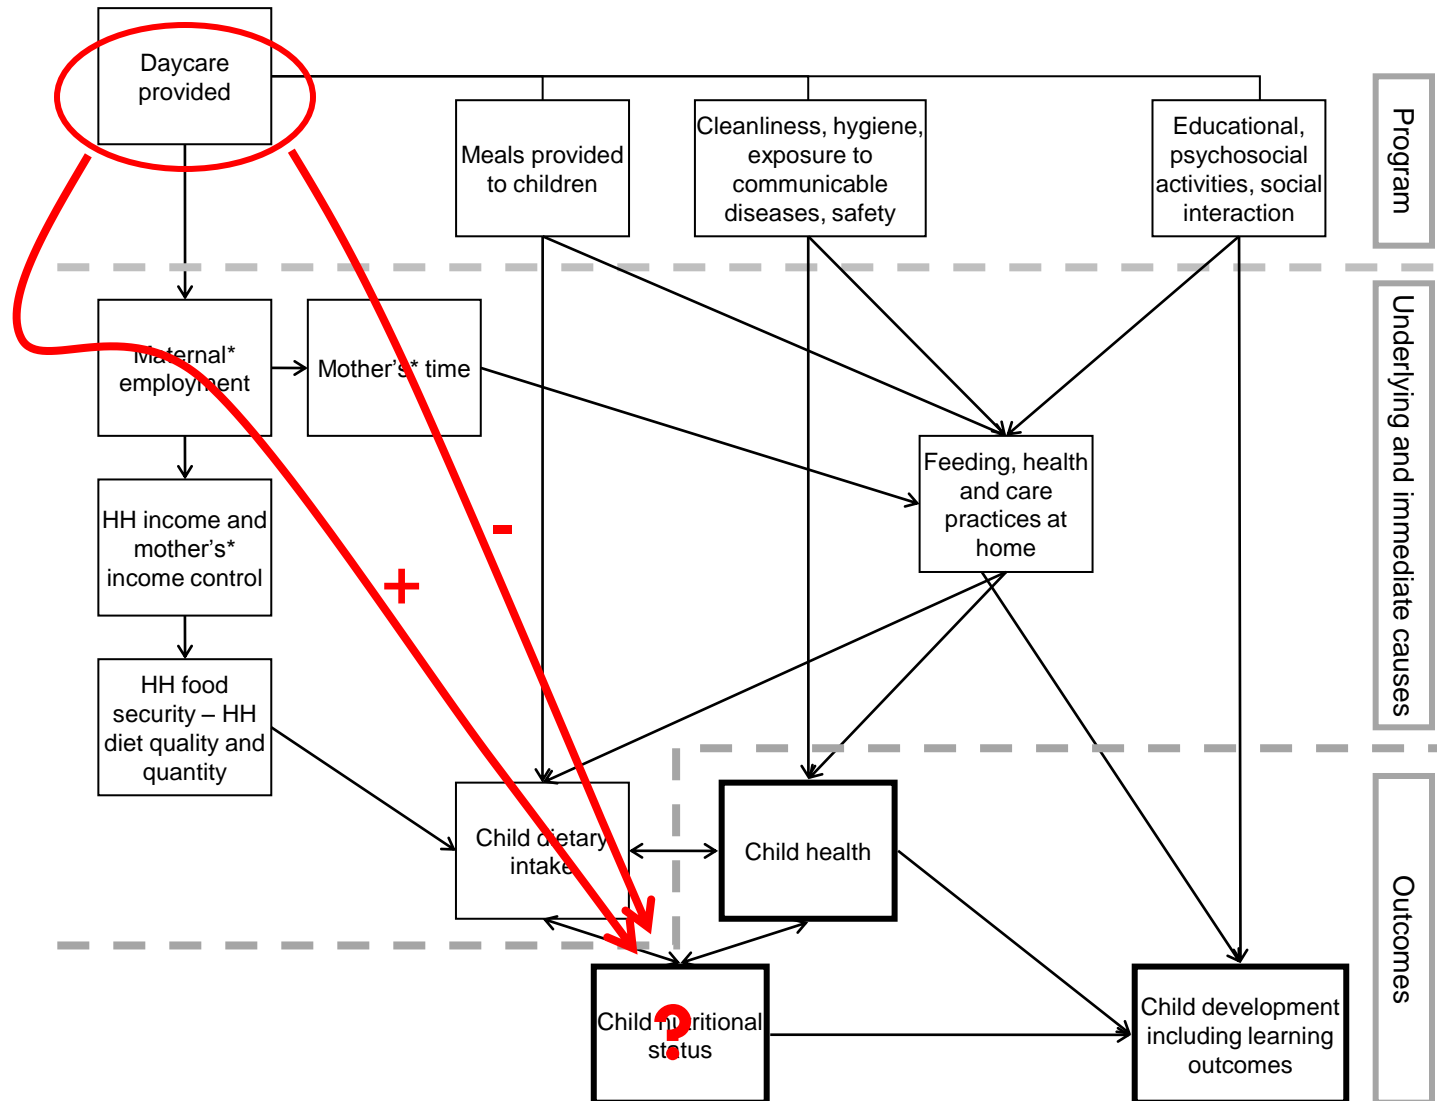 Daycare
provided
Meals provided
to children
Cleanliness, hygiene,
exposure to
communicable
diseases, safety
Educational,
psychosocial
activities, social
interaction
Program
Maternal*
employment
Mother's* time
Underlying and immediate causes
Feeding, health
and care
practices at
home
HH income and
mother's*
income control
-
+
HH food
security – HH
diet quality and
quantity
Child dietary
intake
Child health
Outcomes
Child nutritional
status
?
Child development
including learning
outcomes